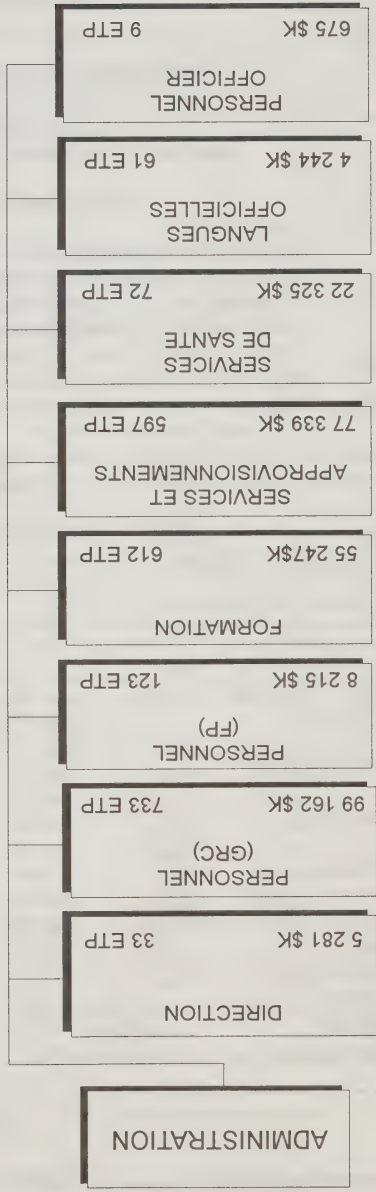 ADMINISTRATION
DIRECTION
5 281 $K 33 ETP
PERSONNEL
(GRC)
99 162 $K 733 ETP
PERSONNEL
(FP)
8 215 $K 123 ETP
FORMATION
55 247$K 612 ETP
SERVICES ET
APPROVISIONNEMENTS
77 339 $K 597 ETP
SERVICES
DE SANTE
22 325 $K 72 ETP
LANGUES
OFFICIELLES
4 244 $K 61 ETP
PERSONNEL
OFFICIER
675 $K 9 ETP